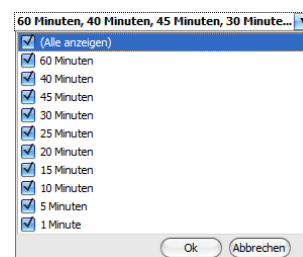 60 Minuten, 40 Minuten, 45 Minuten, 30 Minute...
(Alle anzeigen)
60 Minuten
40 Minuten
45 Minuten
30 Minuten
25 Minuten
20 Minuten
15 Minuten
10 Minuten
5 Minuten
1 Minute
Ok Abbrechen